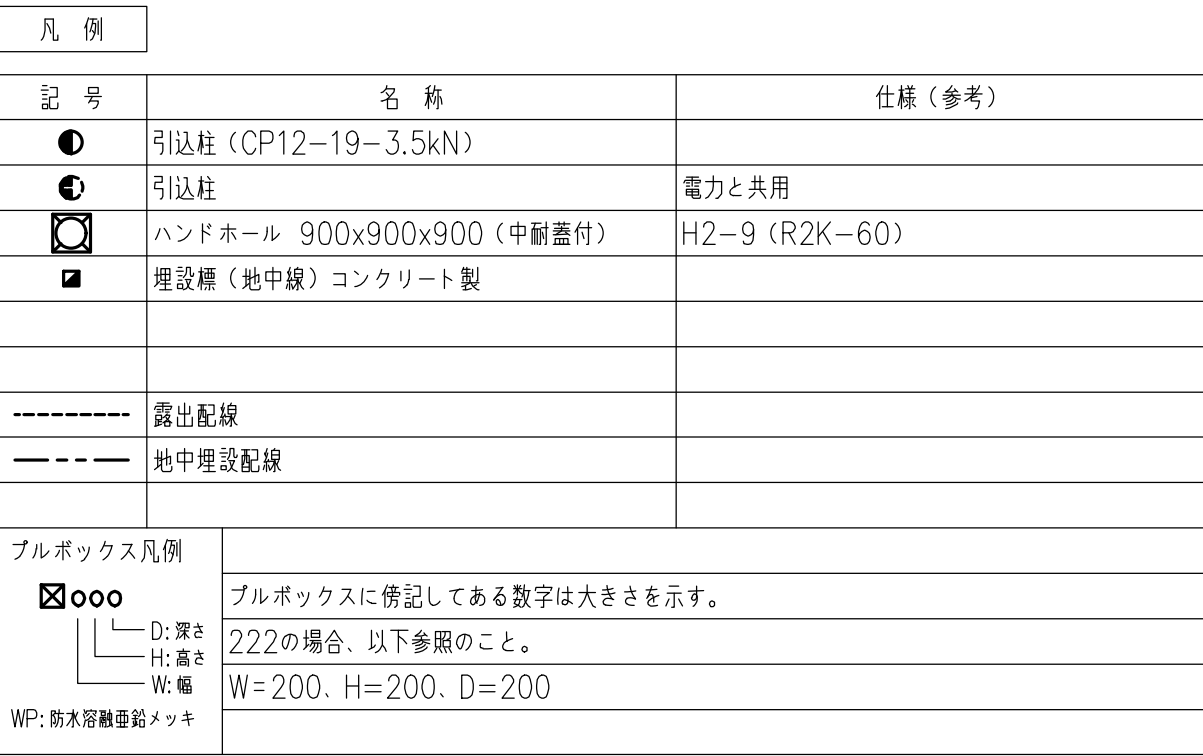 凡 例
記 号 名 称 仕様（参考）
引込柱（CP12−19−3.5kN）
引込柱 電力と共用
ハンドホール 900x900x900（中耐蓋付） H2−9（R2K−60）
埋設標（地中線）コンクリート製
露出配線
地中埋設配線
プルボックス凡例
プルボックスに傍記してある数字は大きさを示す。
D: 深さ
222の場合、以下参照のこと。
H: 高さ
W: 幅
W=200、H=200、D=200
WP: 防水溶融亜鉛メッキ